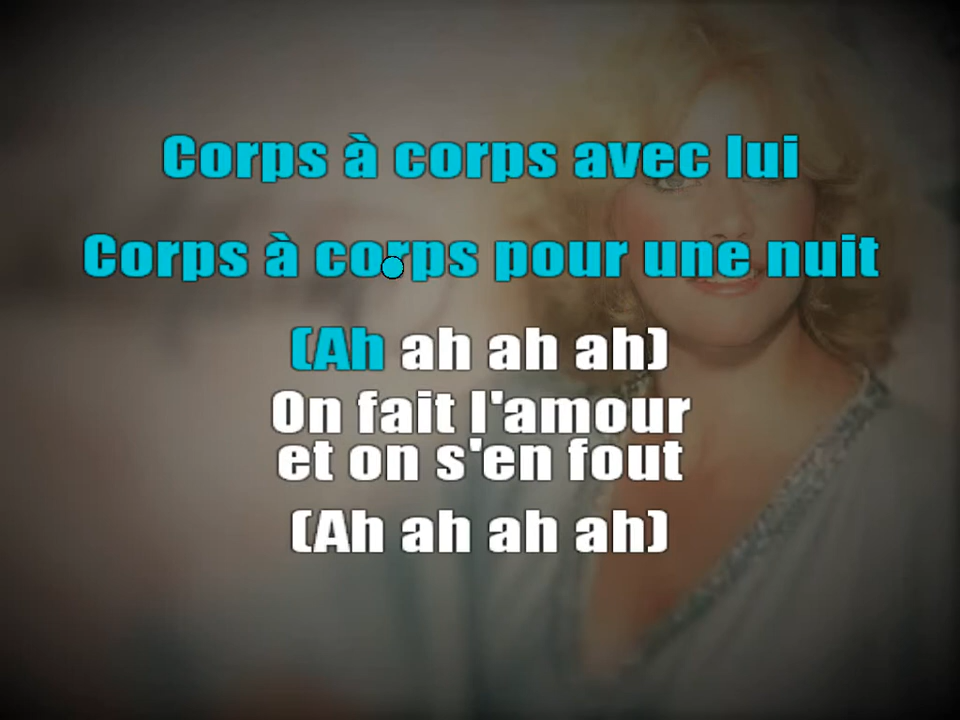 Corps à corps avec lui
Corps à corps pour une nuit
(Ah ah ah ah)
On fait l'amour
et on s'en fout
(Ah ah ah ah)